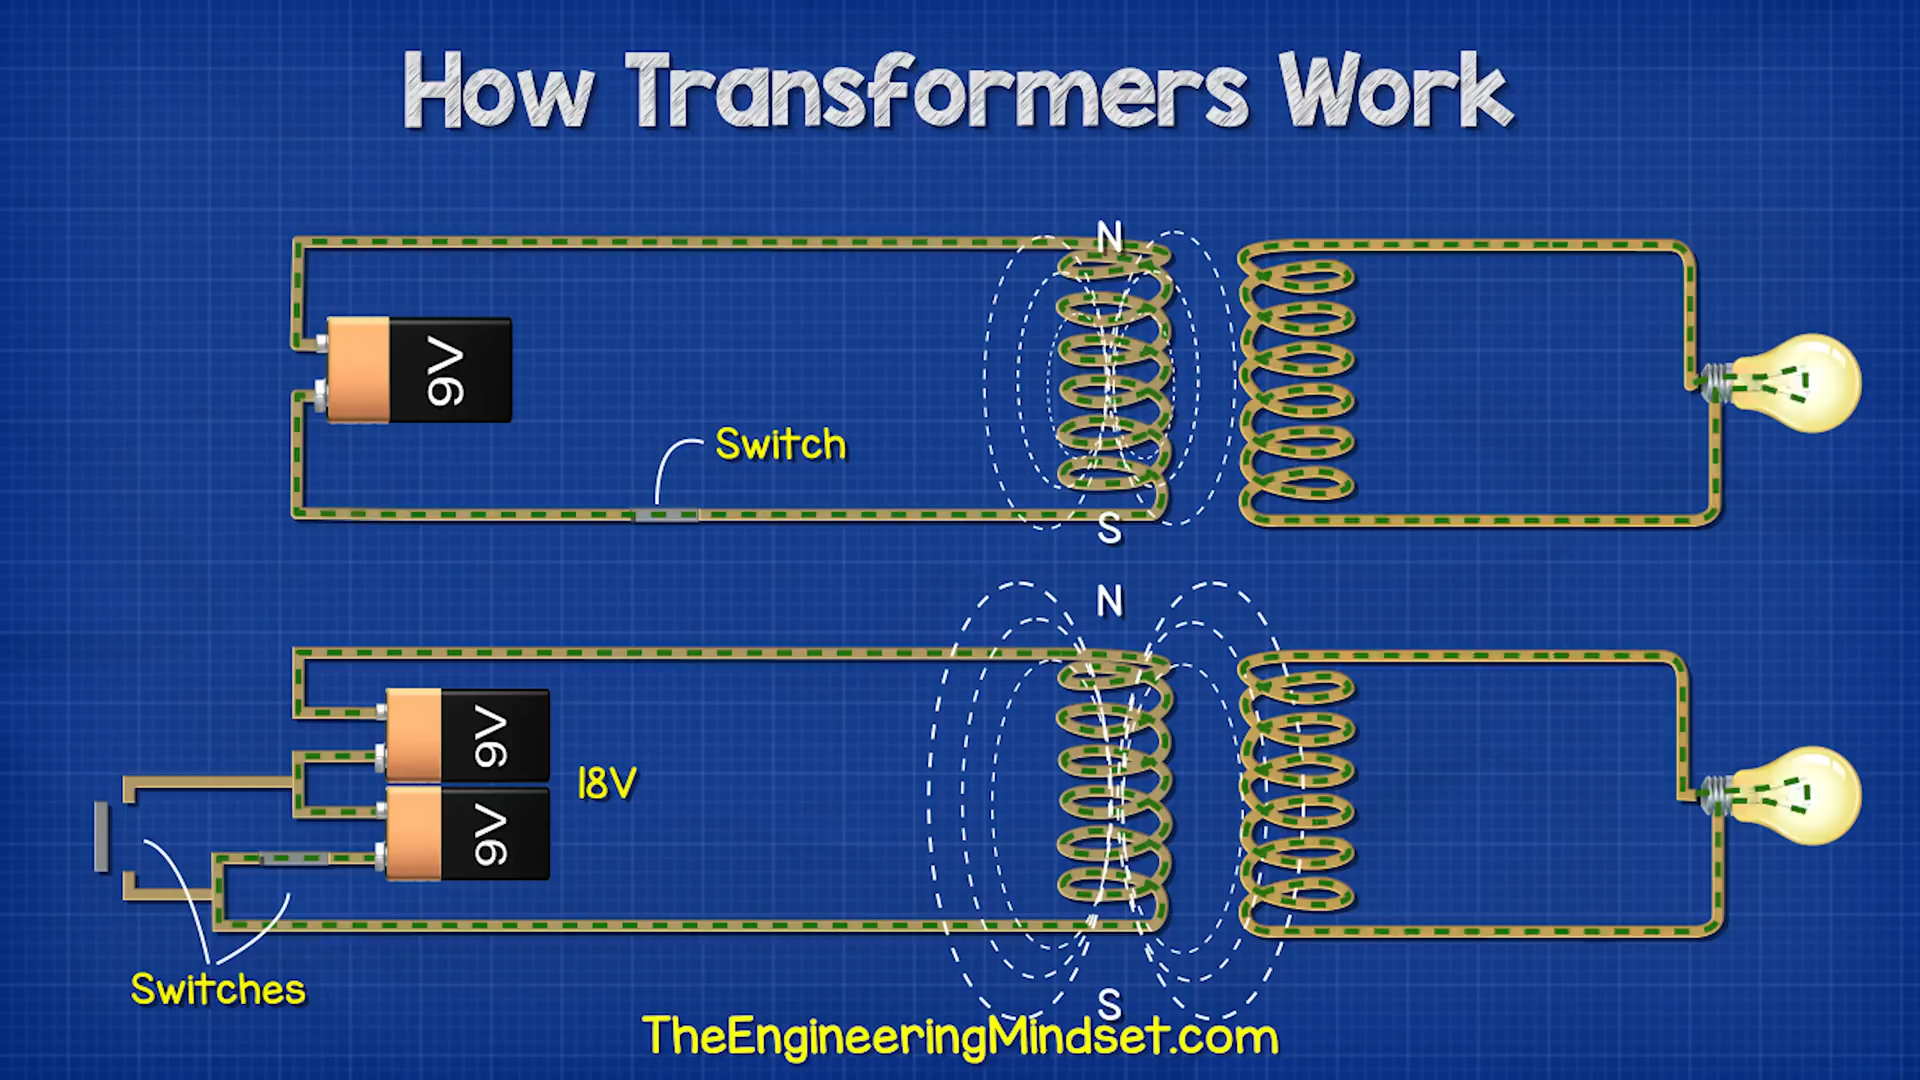 How Transformers Work
N
9V
Switch
S
N
9V
18V
9V
Switches
S
TheEngineeringMindset.com